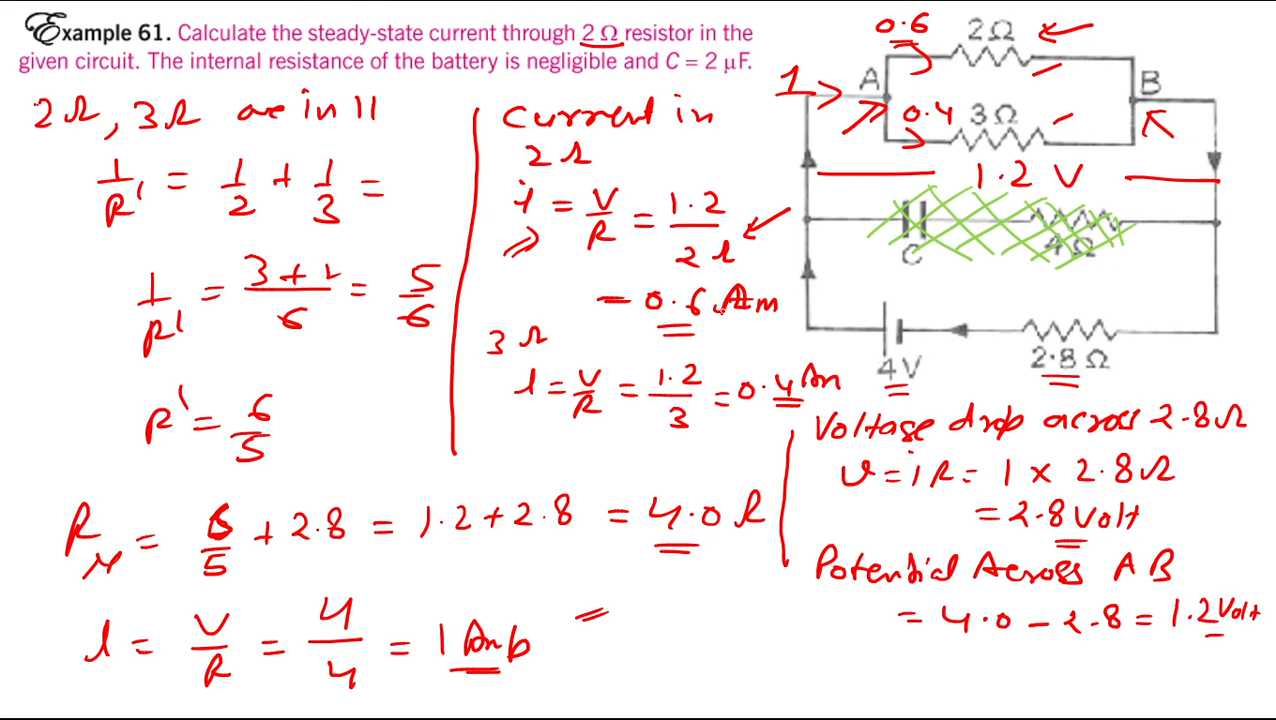 Example 61. Calculate the steady-state current through 2 Ω resistor in the
given circuit. The internal resistance of the battery is negligible and C = 2 μF.
2Ω, 3Ω are in ||
1/R' = 1/2 + 1/3 =
1/R' = 3+2/6 = 5/6
R' = 6/5
= 6/5 + 2.8 = 1.2 + 2.8 = 4.0 Ω
i = V/R = 4/4 = 1 Amp
Current in
2Ω
i = V/R = 1.2/2Ω
= 0.6 Am
3Ω
i = V/R = 1.2/3 = 0.4 Am
0.6
2Ω
1
A
B
0.4
3Ω
1.2 V
C
4Ω
4V
2.8 Ω
Voltage drop across 2.8Ω
V = iR = 1 × 2.8Ω
= 2.8 Volt
Potential Across AB
= 4.0 - 2.8 = 1.2 Volt